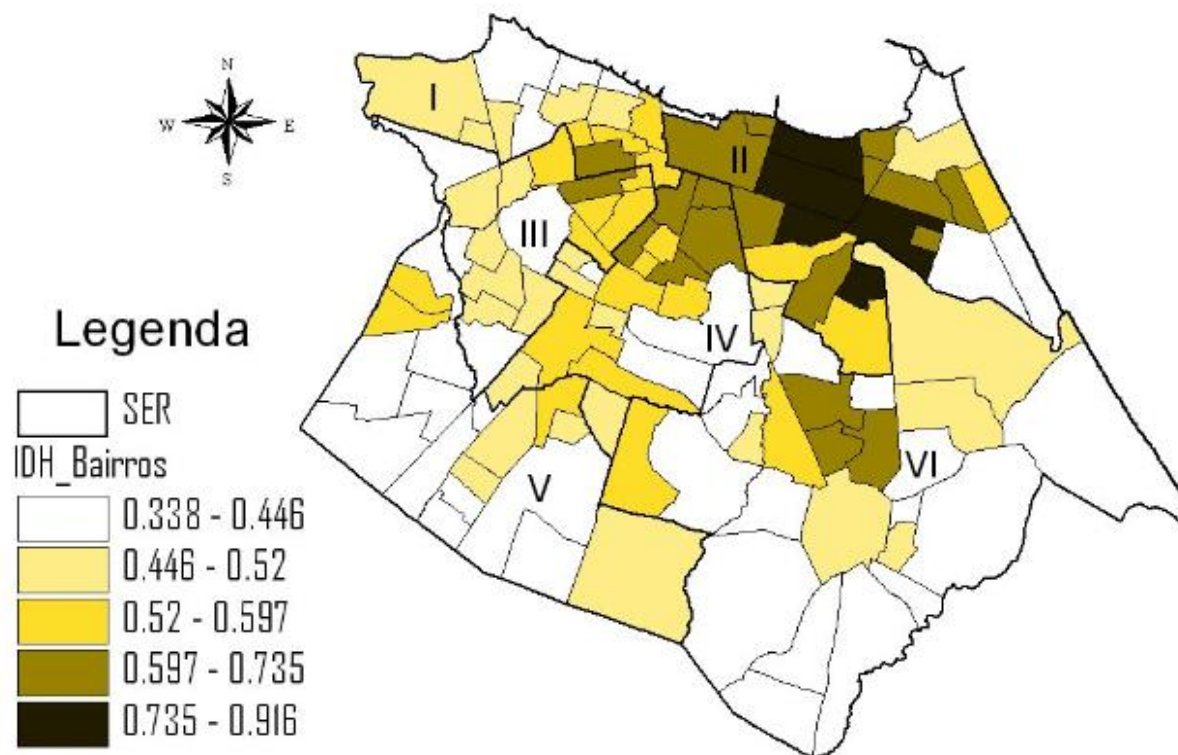 N
W E
S
I
II
III
IV
V
VI
Legenda
SER
IDH_Bairros
0.338 - 0.446
0.446 - 0.52
0.52 - 0.597
0.597 - 0.735
0.735 - 0.916